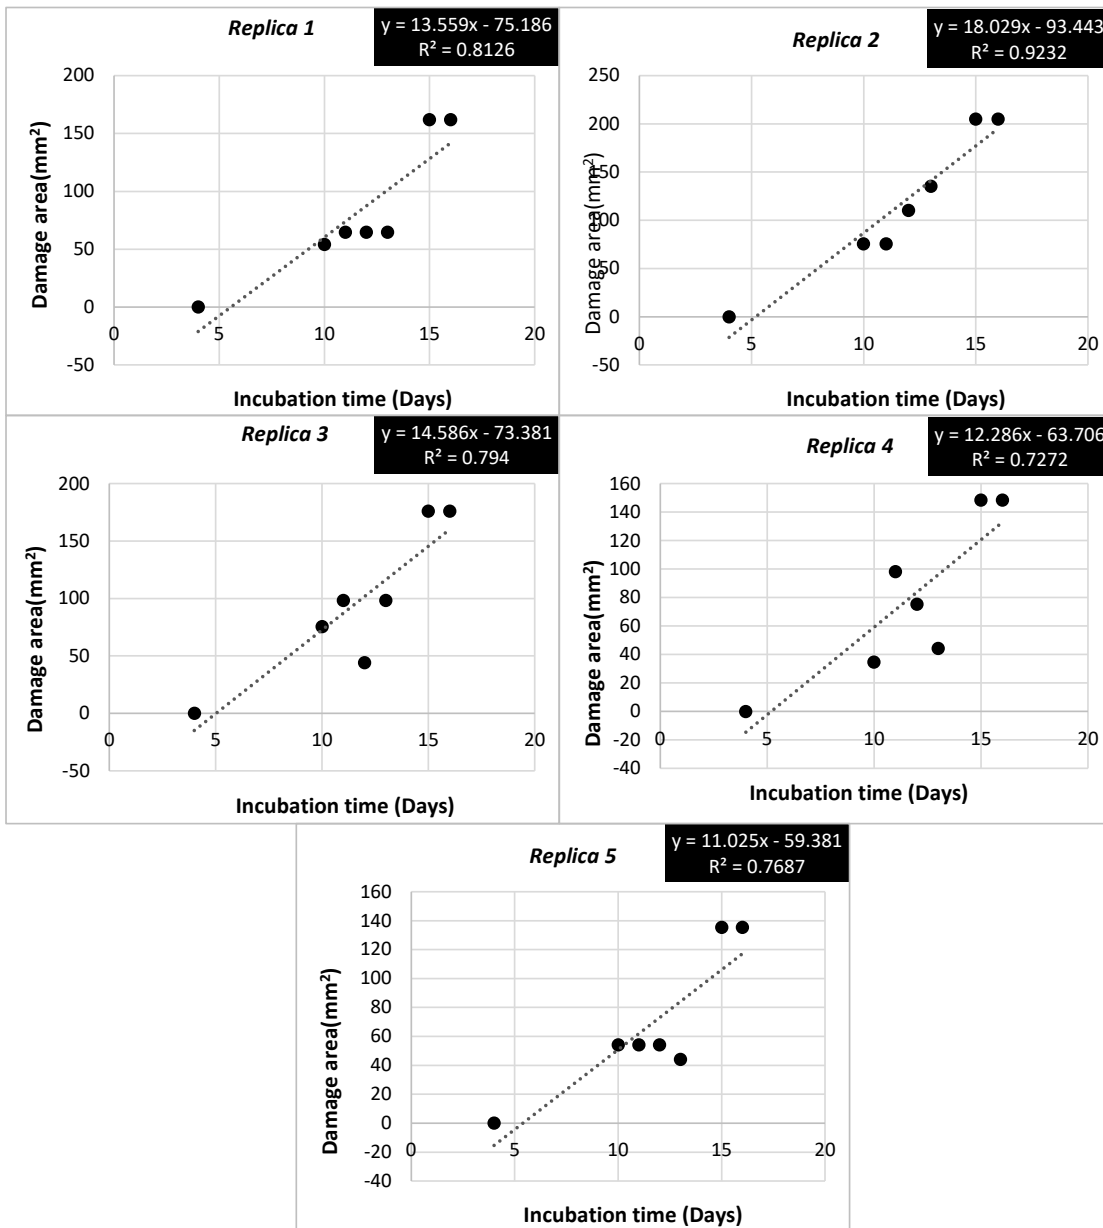 Replica 1
y = 13.559x - 75.186
R² = 0.8126
200
150
100
50
0
-50
0
5
10
15
20
Damage area(mm²)
Incubation time (Days)
Replica 2
y = 18.029x - 93.443
R² = 0.9232
250
200
150
100
50
0
-50
0
5
10
15
20
Damage area(mm²)
Incubation time (Days)
Replica 3
y = 14.586x - 73.381
R² = 0.794
200
150
100
50
0
-50
0
5
10
15
20
Damage area(mm²)
Incubation time (Days)
Replica 4
y = 12.286x - 63.706
R² = 0.7272
160
140
120
100
80
60
40
20
0
-20
-40
0
5
10
15
20
Damage area(mm²)
Incubation time (Days)
Replica 5
y = 11.025x - 59.381
R² = 0.7687
160
140
120
100
80
60
40
20
0
-20
-40
0
5
10
15
20
Damage area(mm²)
Incubation time (Days)